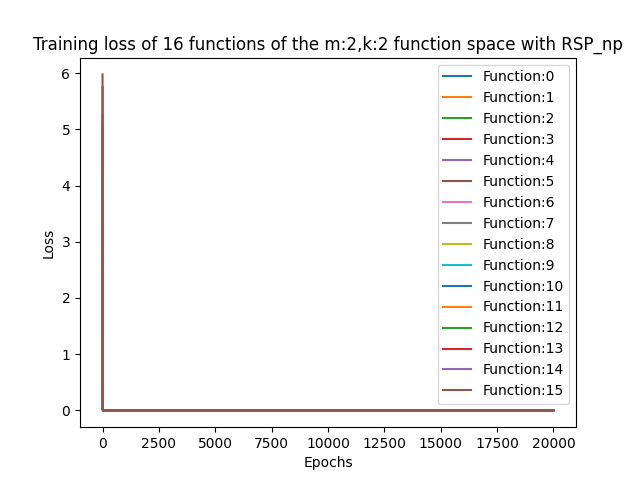 Training loss of 16 functions of the m:2,k:2 function space with RSP_np
6
5
4
3
2
1
0
Loss
Function:0
Function:1
Function:2
Function:3
Function:4
Function:5
Function:6
Function:7
Function:8
Function:9
Function:10
Function:11
Function:12
Function:13
Function:14
Function:15
0 2500 5000 7500 10000 12500 15000 17500 20000
Epochs